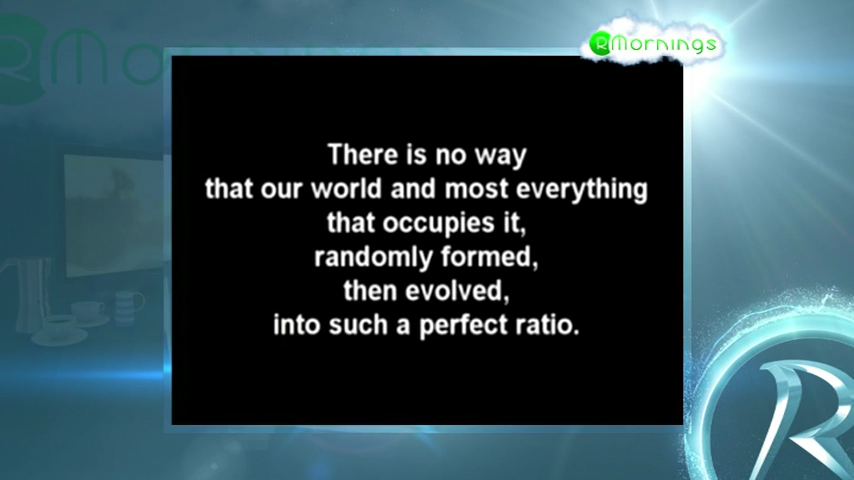 RMornings
RMo
There is no way
that our world and most everything
that occupies it,
randomly formed,
then evolved,
into such a perfect ratio.
R